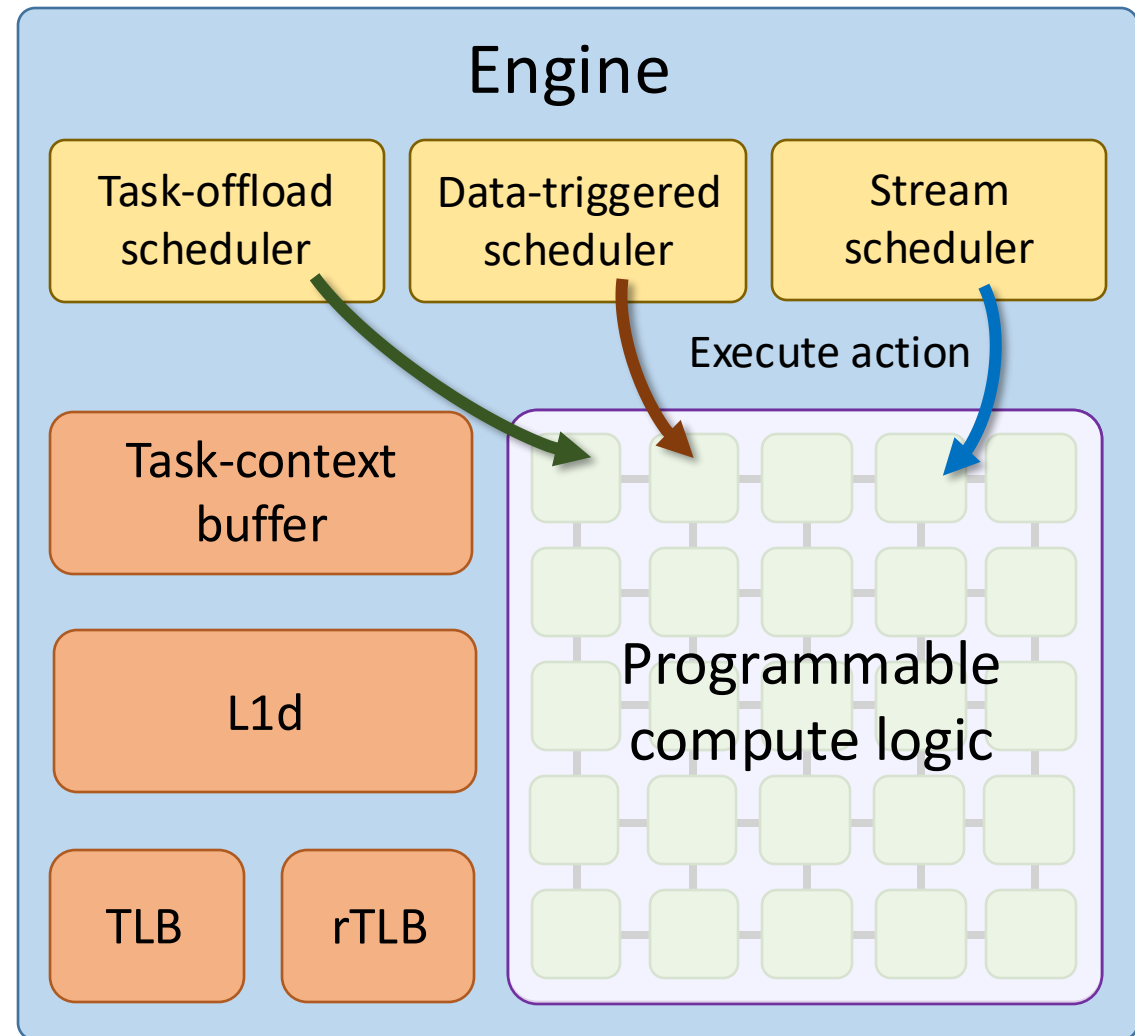 Engine
Task-offload
scheduler
Data-triggered
scheduler
Stream
scheduler
Execute action
Task-context
buffer
L1d
TLB
rTLB
Programmable
compute logic